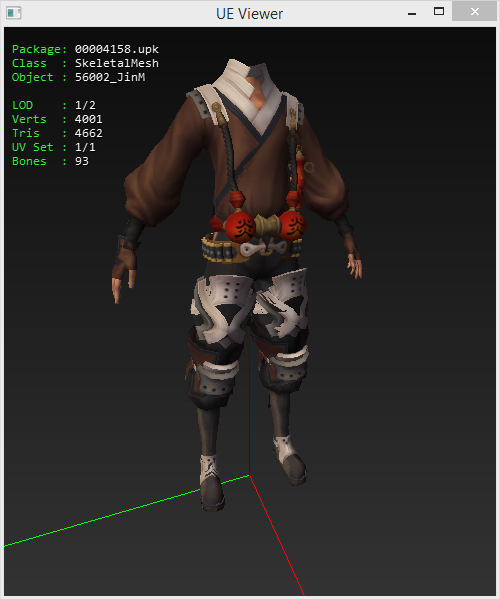 UE Viewer
Package: 00004158.upk
Class : SkeletalMesh
Object : 56002_JinM
LOD : 1/2
Verts : 4001
Tris : 4662
UV Set : 1/1
Bones : 93